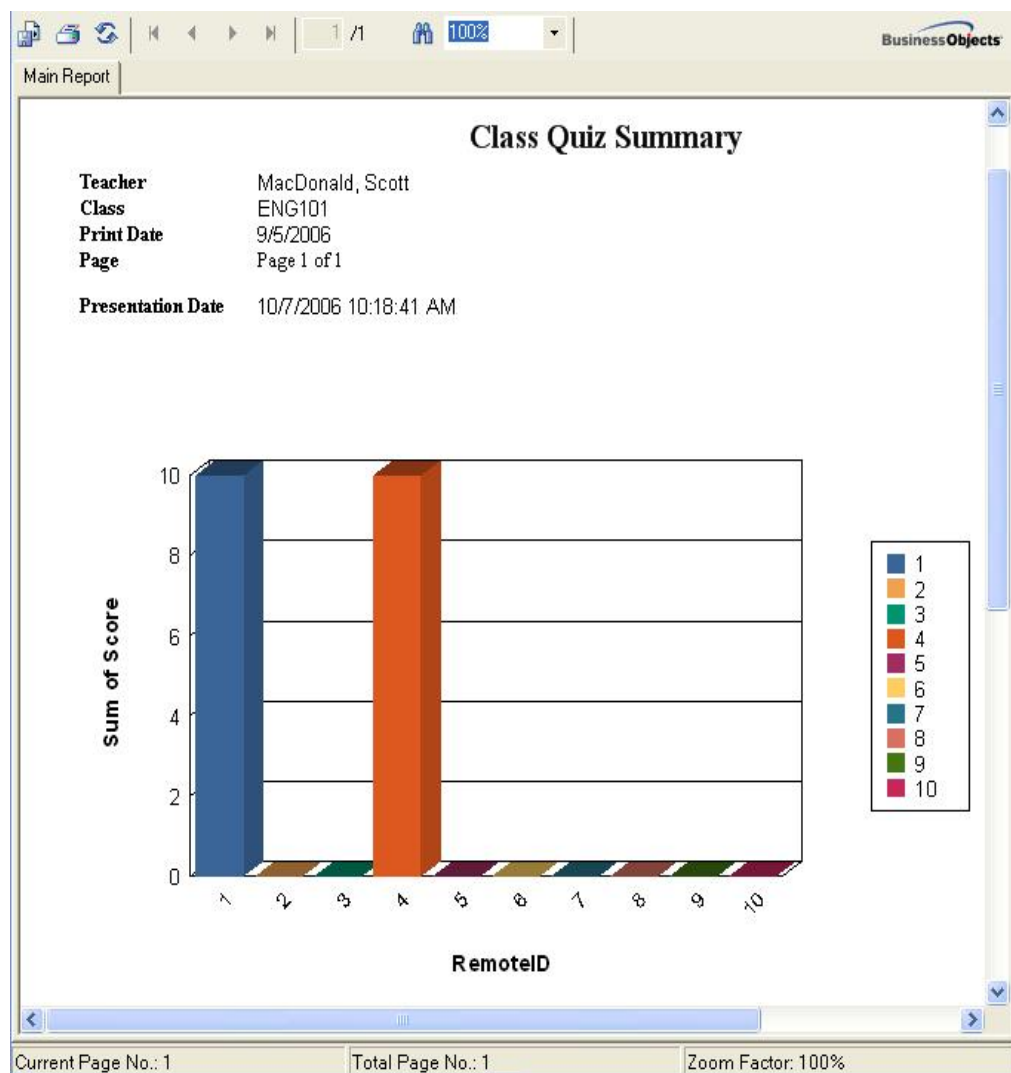 1 /1 100% BusinessObjects
Main Report
Class Quiz Summary
Teacher MacDonald, Scott
Class ENG101
Print Date 9/5/2006
Page Page 1 of 1
Presentation Date 10/7/2006 10:18:41 AM
10
8
6
4
2
0
Sum of Score
1 2 3 4 5 6 7 8 9 10
RemoteID
1
2
3
4
5
6
7
8
9
10
Current Page No.: 1 Total Page No.: 1 Zoom Factor: 100%